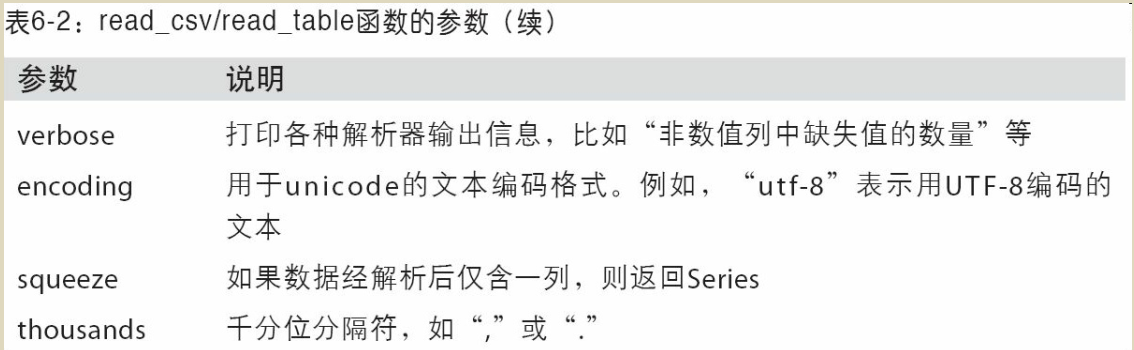 表6-2：read_csv/read_table函数的参数（续）
参数 说明
verbose 打印各种解析器输出信息，比如“非数值列中缺失值的数量”等
encoding 用于unicode的文本编码格式。例如，“utf-8”表示用UTF-8编码的
文本
squeeze 如果数据经解析后仅含一列，则返回Series
thousands 千分位分隔符，如“,”或“.”